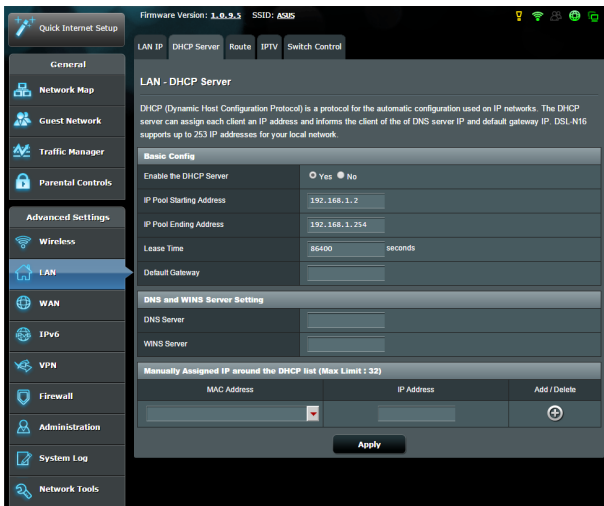 Quick Internet Setup
General
Network Map
Guest Network
Traffic Manager
Parental Controls
Advanced Settings
Wireless
LAN
WAN
IPv6
VPN
Firewall
Administration
System Log
Network Tools
Firmware Version: 1.0.9.5 SSID: ASUS
LAN IP DHCP Server Route IPTV Switch Control
LAN - DHCP Server
DHCP (Dynamic Host Configuration Protocol) is a protocol for the automatic configuration used on IP networks. The DHCP
server can assign each client an IP address and informs the client of the of DNS server IP and default gateway IP. DSL-N16
supports up to 253 IP addresses for your local network.
Basic Config
Enable the DHCP Server Yes No
IP Pool Starting Address 192.168.1.2
IP Pool Ending Address 192.168.1.254
Lease Time 86400 seconds
Default Gateway
DNS and WINS Server Setting
DNS Server
WINS Server
Manually Assigned IP around the DHCP list (Max Limit : 32)
MAC Address IP Address Add / Delete
Apply